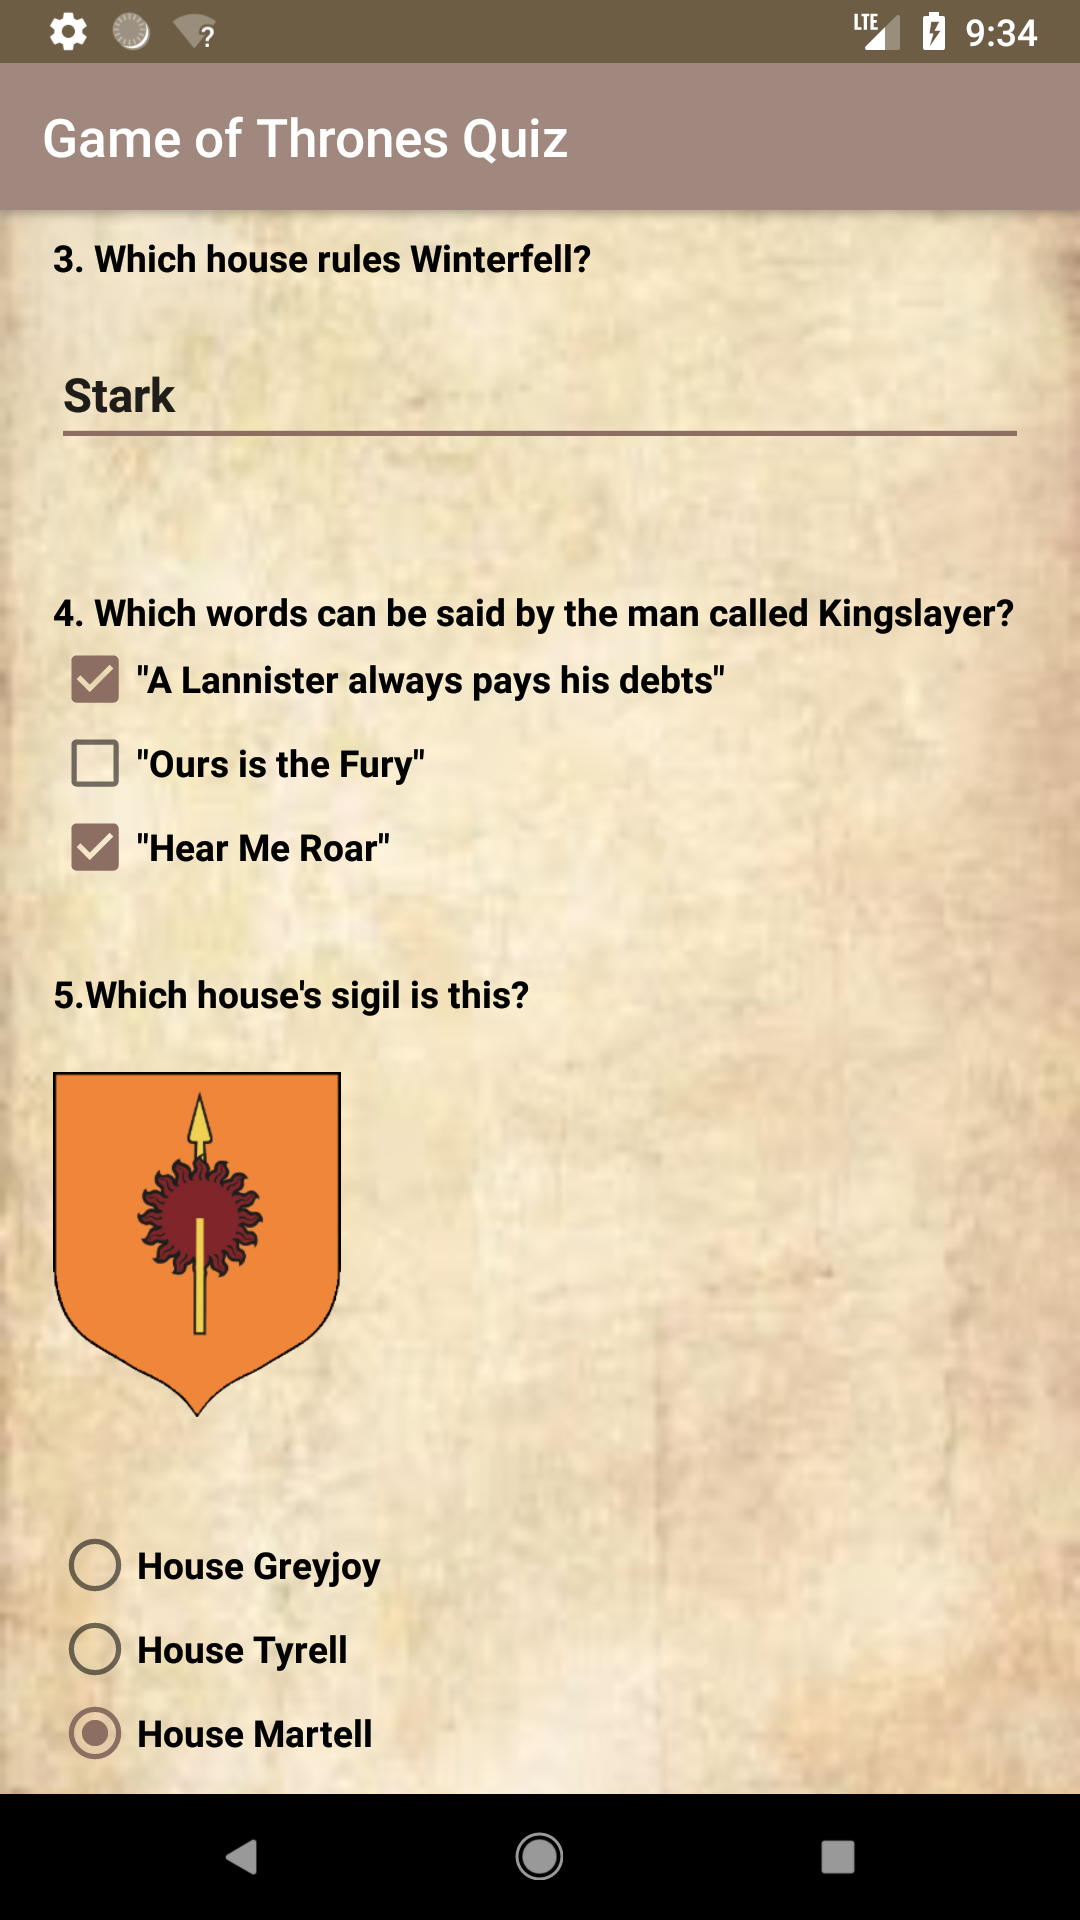 LTE 9:34
Game of Thrones Quiz
3. Which house rules Winterfell?
Stark
4. Which words can be said by the man called Kingslayer?
"A Lannister always pays his debts"
"Ours is the Fury"
"Hear Me Roar"
5.Which house's sigil is this?
House Greyjoy
House Tyrell
House Martell